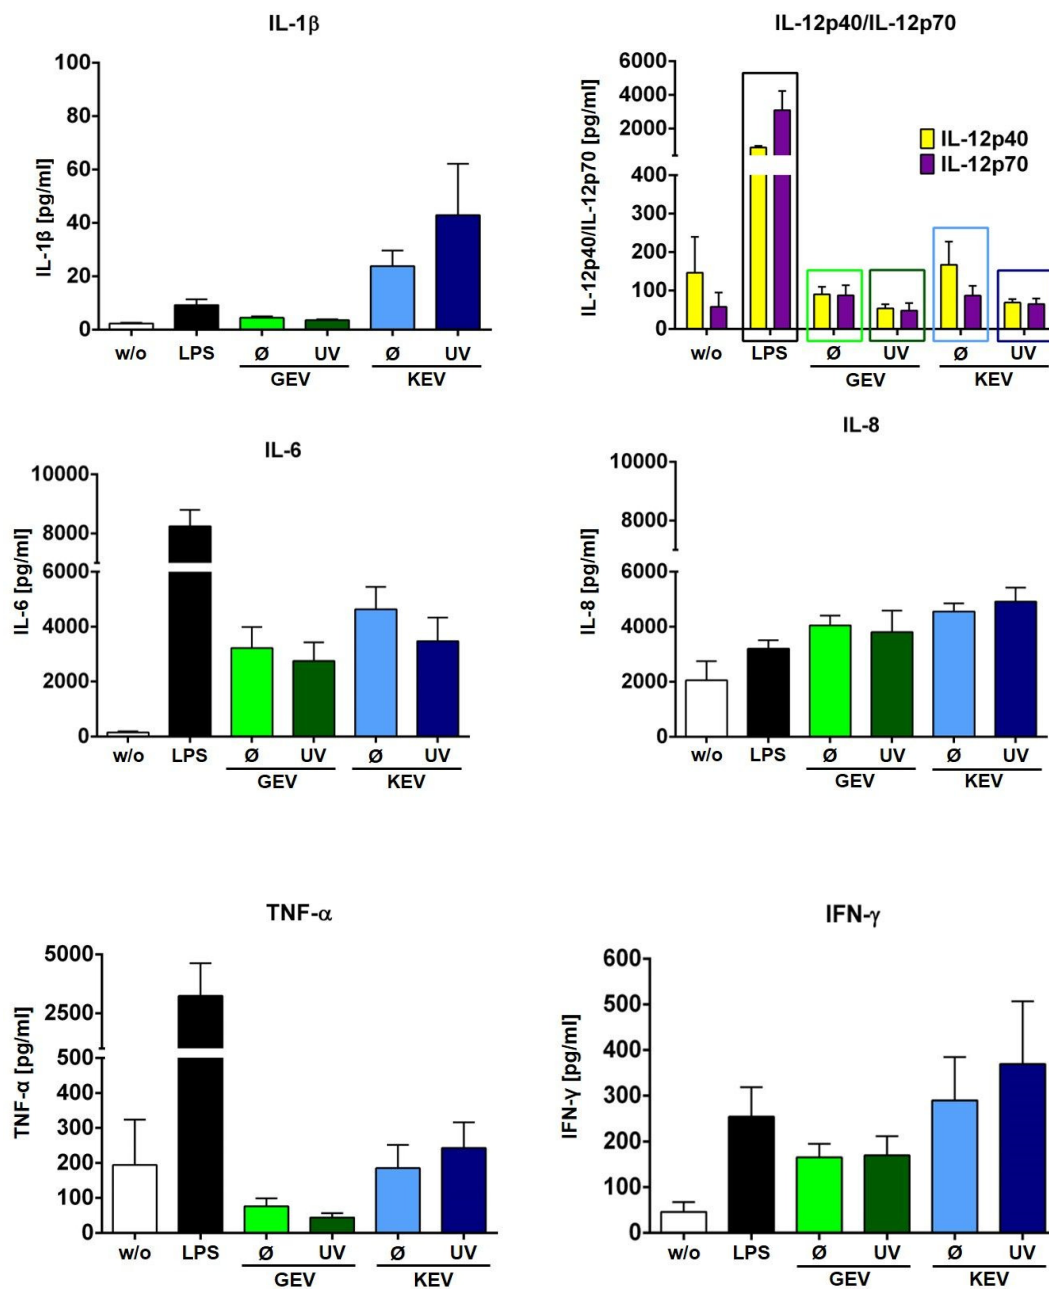 IL-1β
IL-1β [pg/ml]
100
80
60
40
20
0
w/o LPS Ø UV Ø UV
GEV KEV
IL-12p40/IL-12p70
IL-12p40/IL-12p70 [pg/ml]
6000
4000
2000
400
300
200
100
0
IL-12p40
IL-12p70
w/o LPS Ø UV Ø UV
GEV KEV
IL-6
IL-6 [pg/ml]
10000
8000
6000
4000
2000
0
w/o LPS Ø UV Ø UV
GEV KEV
IL-8
IL-8 [pg/ml]
10000
8000
6000
4000
2000
0
w/o LPS Ø UV Ø UV
GEV KEV
TNF-α
TNF-α [pg/ml]
5000
2500
500
400
300
200
100
0
w/o LPS Ø UV Ø UV
GEV KEV
IFN-γ
IFN-γ [pg/ml]
600
500
400
300
200
100
0
w/o LPS Ø UV Ø UV
GEV KEV